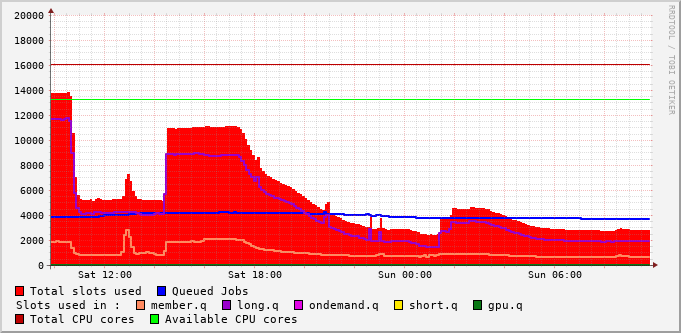 RRDTOOL / TOBI OETIKER
20000
18000
16000
14000
12000
10000
8000
6000
4000
2000
0
Sat 12:00 Sat 18:00 Sun 00:00 Sun 06:00
Total slots used Queued Jobs
Slots used in : member.q long.q ondemand.q short.q gpu.q
Total CPU cores Available CPU cores